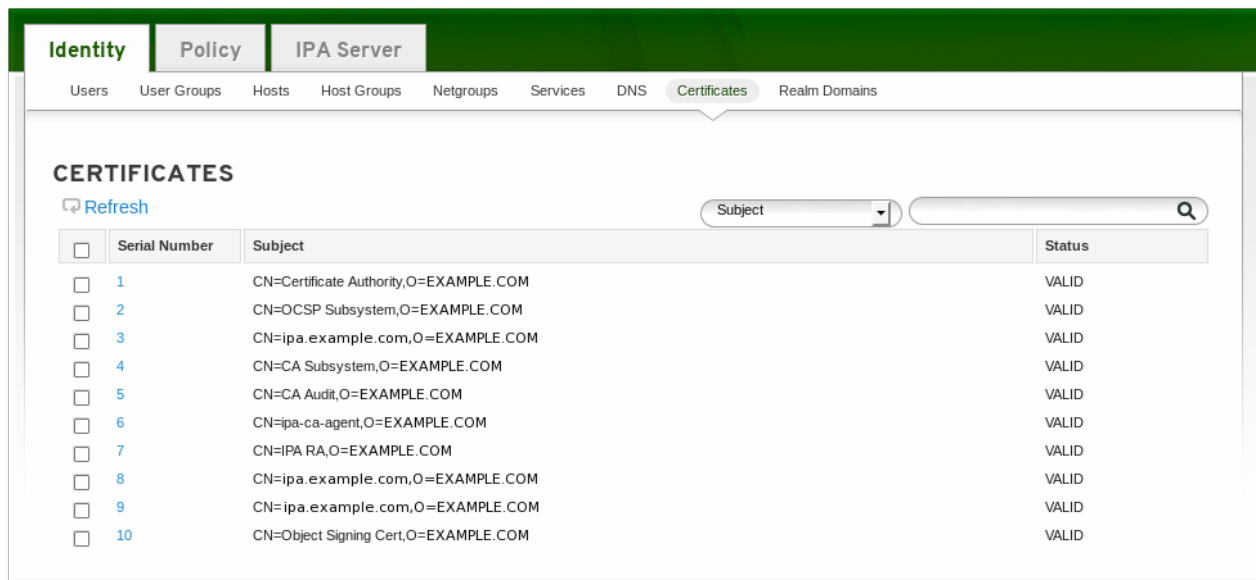 Identity Policy IPA Server
Users User Groups Hosts Host Groups Netgroups Services DNS Certificates Realm Domains
CERTIFICATES
Refresh
Subject
Serial Number Subject Status
1 CN=Certificate Authority,O=EXAMPLE.COM VALID
2 CN=OCSP Subsystem,O=EXAMPLE.COM VALID
3 CN=ipa.example.com,O=EXAMPLE.COM VALID
4 CN=CA Subsystem,O=EXAMPLE.COM VALID
5 CN=CA Audit,O=EXAMPLE.COM VALID
6 CN=ipa-ca-agent,O=EXAMPLE.COM VALID
7 CN=IPA RA,O=EXAMPLE.COM VALID
8 CN=ipa.example.com,O=EXAMPLE.COM VALID
9 CN=ipa.example.com,O=EXAMPLE.COM VALID
10 CN=Object Signing Cert,O=EXAMPLE.COM VALID